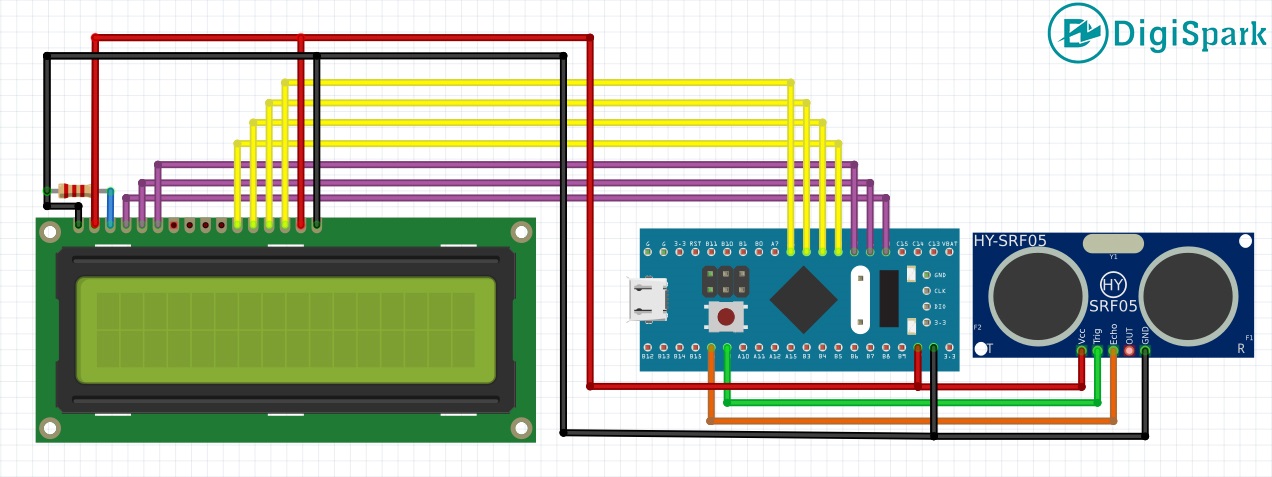 DigiSpark
HY-SRF05
Y1
HY
SRF05
F2
F1
T
R
Vcc
Trig
Echo
OUT
GND
G G 3-3 RST B11 B10 B1 B0 A7
C15 C14 C13 VBAT
GND
CLK
DIO
3-3
B12 B13 B14 B15
A10 A11 A12 A15 B3 B4 B5 B6 B7 B8 B9
3-3